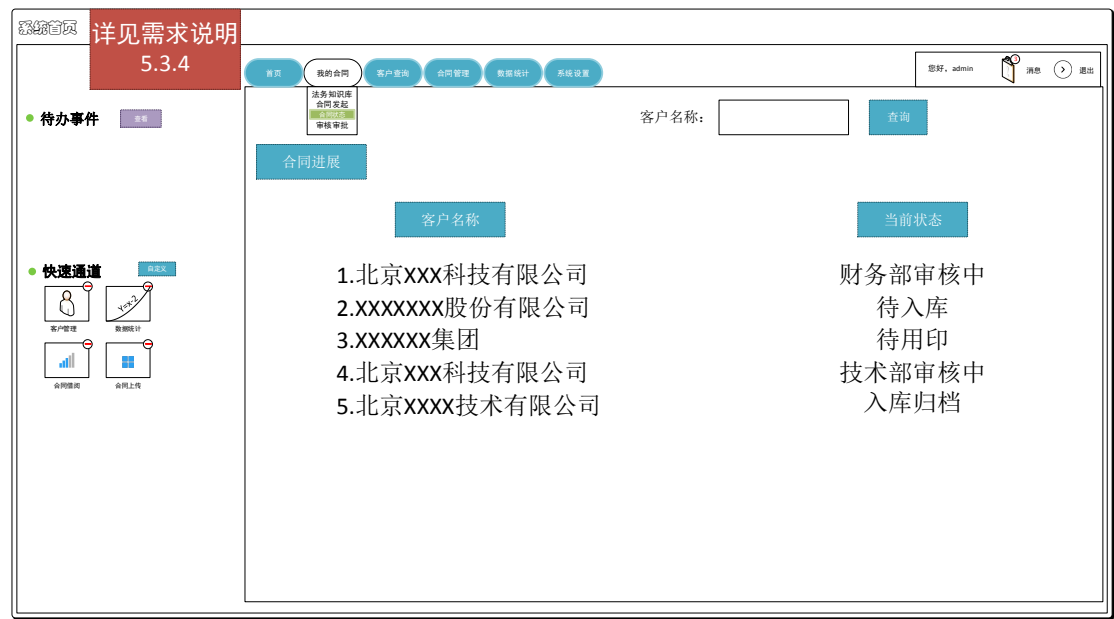 系统首页
详见需求说明
5.3.4
首页
我的合同
客户查询
合同管理
数据统计
系统设置
您好，admin
3
消息
退出
法务知识库
合同发起
合同状态
审核审批
待办事件
查看
客户名称：
查询
合同进展
客户名称
当前状态
快速通道
自定义
1.北京XXX科技有限公司
财务部审核中
2.XXXXXXX股份有限公司
待入库
3.XXXXXX集团
待用印
4.北京XXX科技有限公司
技术部审核中
5.北京XXXX技术有限公司
入库归档
Y=x-2
客户管理
数据统计
合同借阅
合同上传